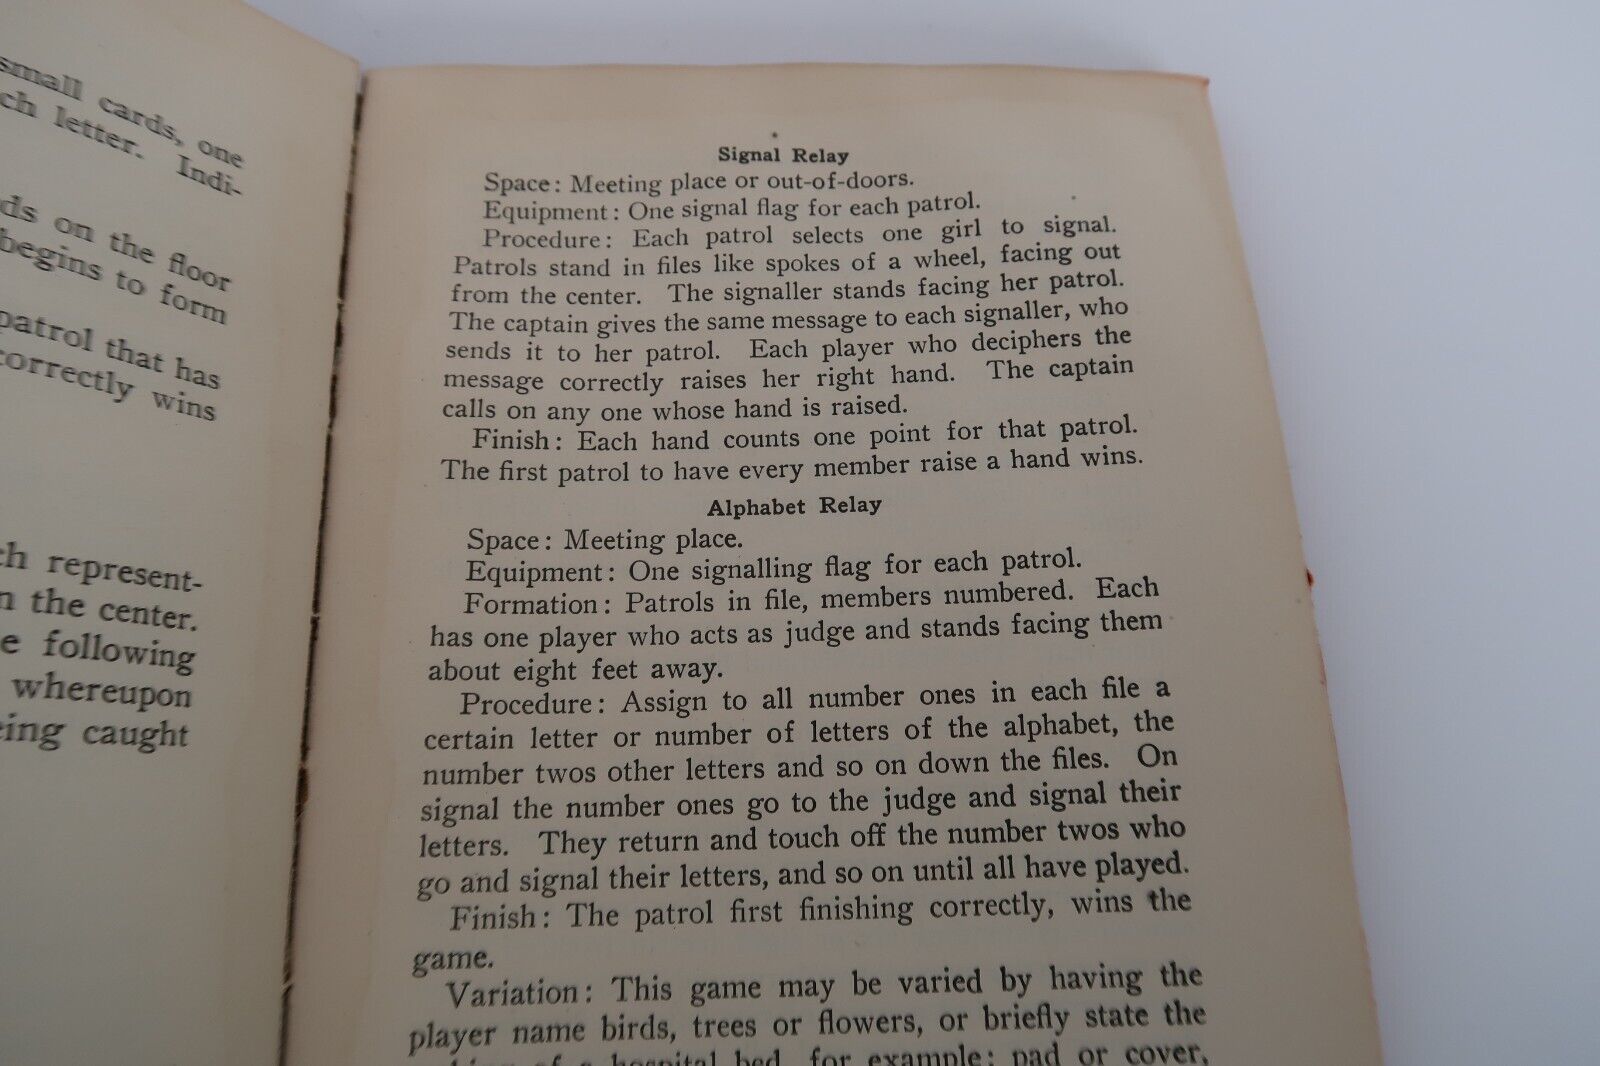 small cards, one
ch letter. Indi-
ds on the floor
begins to form
patrol that has
correctly wins
ch represent-
n the center.
e following
whereupon
eing caught
Signal Relay
Space: Meeting place or out-of-doors.
Equipment: One signal flag for each patrol.
Procedure: Each patrol selects one girl to signal.
Patrols stand in files like spokes of a wheel, facing out
from the center. The signaller stands facing her patrol.
The captain gives the same message to each signaller, who
sends it to her patrol. Each player who deciphers the
message correctly raises her right hand. The captain
calls on any one whose hand is raised.
Finish: Each hand counts one point for that patrol.
The first patrol to have every member raise a hand wins.
Alphabet Relay
Space: Meeting place.
Equipment: One signalling flag for each patrol.
Formation: Patrols in file, members numbered. Each
has one player who acts as judge and stands facing them
about eight feet away.
Procedure: Assign to all number ones in each file a
certain letter or number of letters of the alphabet, the
number twos other letters and so on down the files. On
signal the number ones go to the judge and signal their
letters. They return and touch off the number twos who
go and signal their letters, and so on until all have played.
Finish: The patrol first finishing correctly, wins the
game.
Variation: This game may be varied by having the
player name birds, trees or flowers, or briefly state the
of a hospital bed, for example: pad or cover,